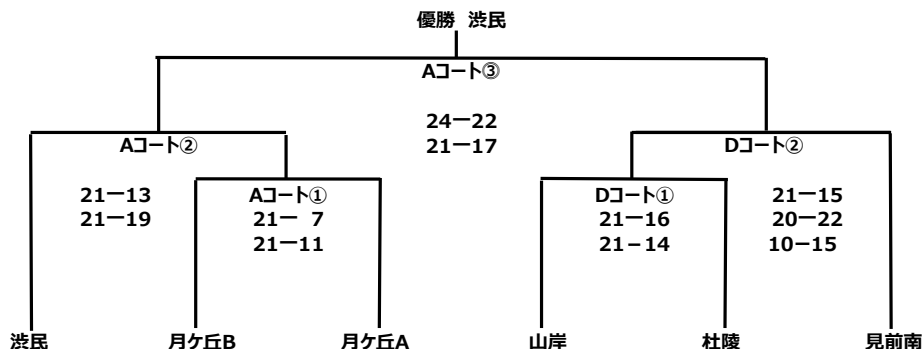 優勝 渋民
Aコート③
24ー22
21ー17
Aコート②
21ー13
21ー19
Dコート②
21ー15
20ー22
10ー15
Aコート①
21ー 7
21ー11
Dコート①
21ー16
21－14
渋民
月ケ丘B
月ケ丘A
山岸
杜陵
見前南